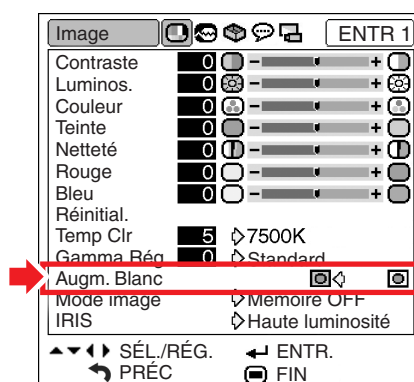 Image ENTR 1
Contraste 0 - +
Luminos. 0 - +
Couleur 0 - +
Teinte 0 - +
Netteté 0 - +
Rouge 0 - +
Bleu 0 - +
Réinitial.
Temp Clr 5 7500K
Gamma Rég 0 Standard
Augm. Blanc
Mode image Mémoire OFF
IRIS Haute luminosité
SÉL./RÉG. ENTR.
PRÉC FIN